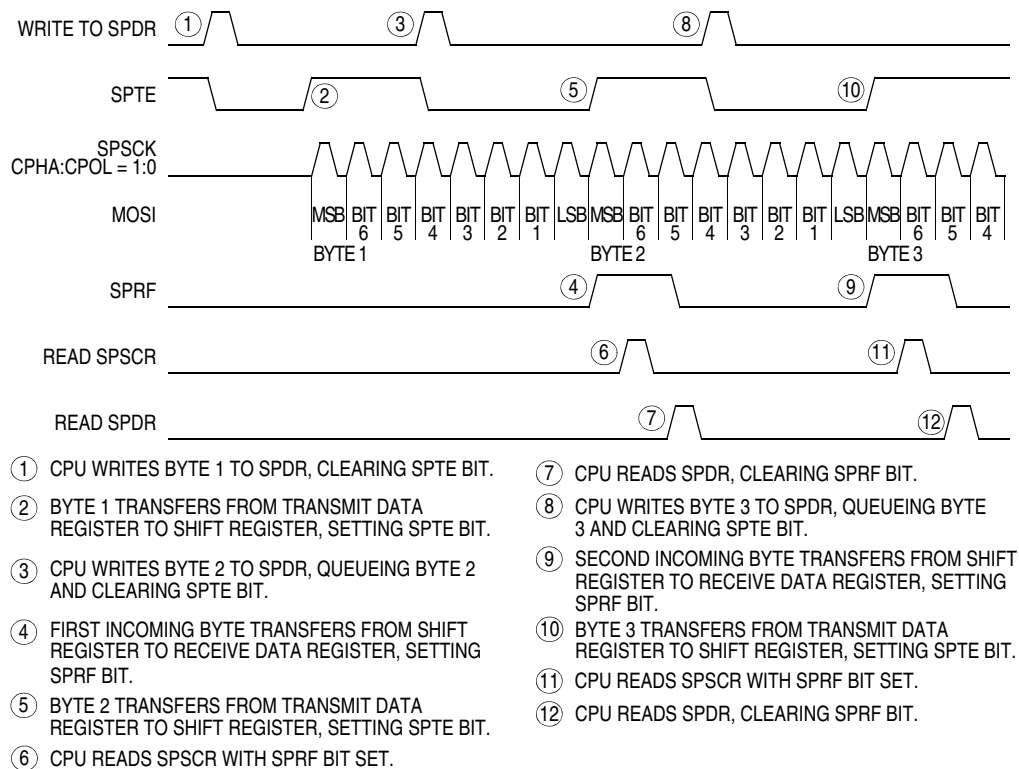 WRITE TO SPDR
1
3
8
SPTE
2
5
10
SPSCK
CPHA:CPOL = 1:0
MOSI
MSB BIT BIT BIT BIT BIT BIT LSB MSB BIT BIT BIT BIT BIT BIT LSB MSB BIT BIT BIT
6 5 4 3 2 1 6 5 4 3 2 1 6 5 4
BYTE 1 BYTE 2 BYTE 3
SPRF
4
9
READ SPSCR
6
11
READ SPDR
7
12
1 CPU WRITES BYTE 1 TO SPDR, CLEARING SPTE BIT.
2 BYTE 1 TRANSFERS FROM TRANSMIT DATA
REGISTER TO SHIFT REGISTER, SETTING SPTE BIT.
3 CPU WRITES BYTE 2 TO SPDR, QUEUEING BYTE 2
AND CLEARING SPTE BIT.
4 FIRST INCOMING BYTE TRANSFERS FROM SHIFT
REGISTER TO RECEIVE DATA REGISTER, SETTING
SPRF BIT.
5 BYTE 2 TRANSFERS FROM TRANSMIT DATA
REGISTER TO SHIFT REGISTER, SETTING SPTE BIT.
6 CPU READS SPSCR WITH SPRF BIT SET.
7 CPU READS SPDR, CLEARING SPRF BIT.
8 CPU WRITES BYTE 3 TO SPDR, QUEUEING BYTE
3 AND CLEARING SPTE BIT.
9 SECOND INCOMING BYTE TRANSFERS FROM SHIFT
REGISTER TO RECEIVE DATA REGISTER, SETTING
SPRF BIT.
10 BYTE 3 TRANSFERS FROM TRANSMIT DATA
REGISTER TO SHIFT REGISTER, SETTING SPTE BIT.
11 CPU READS SPSCR WITH SPRF BIT SET.
12 CPU READS SPDR, CLEARING SPRF BIT.